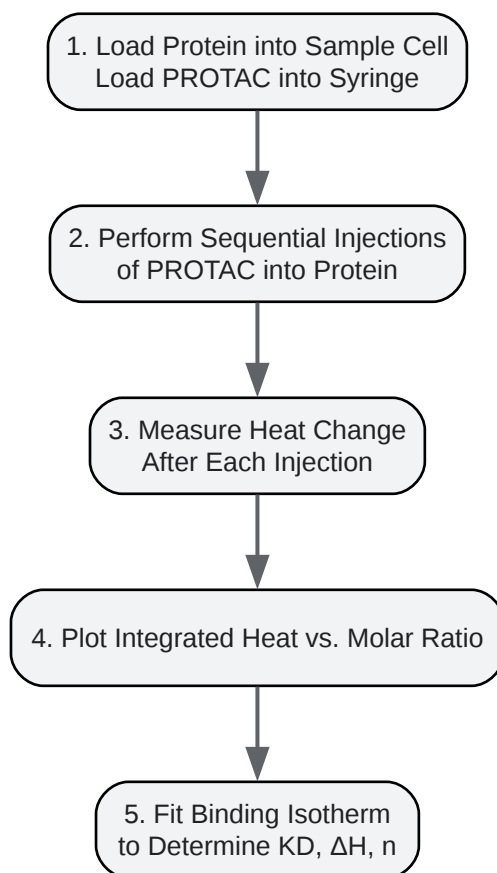 1. Load Protein into Sample Cell
Load PROTAC into Syringe
2. Perform Sequential Injections
of PROTAC into Protein
3. Measure Heat Change
After Each Injection
4. Plot Integrated Heat vs. Molar Ratio
5. Fit Binding Isotherm
to Determine KD, ΔH, n